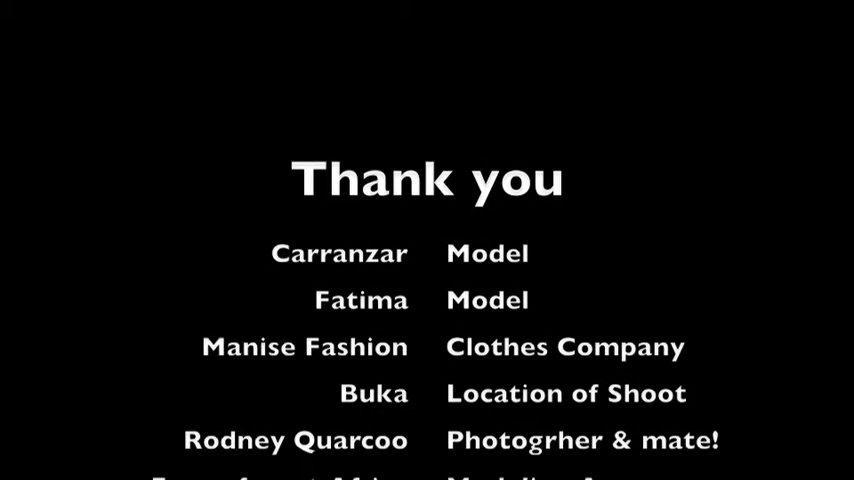 Thank you
Carranzar Model
Fatima Model
Manise Fashion Clothes Company
Buka Location of Shoot
Rodney Quarcoo Photogrher & mate!